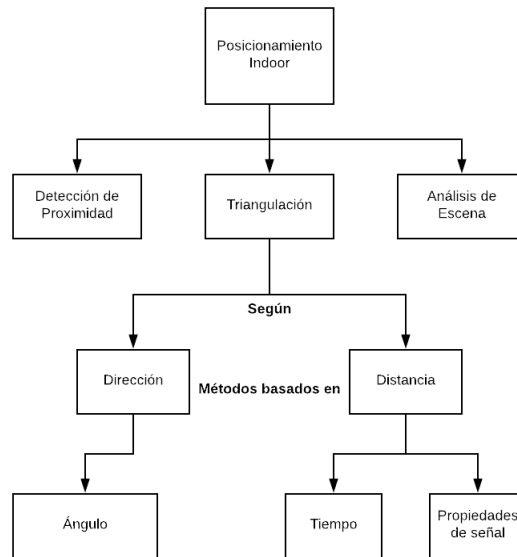 Posicionamiento
Indoor
Detección de
Proximidad
Triangulación
Análisis de
Escena
Según
Dirección
Métodos basados en
Distancia
Ángulo
Tiempo
Propiedades
de señal